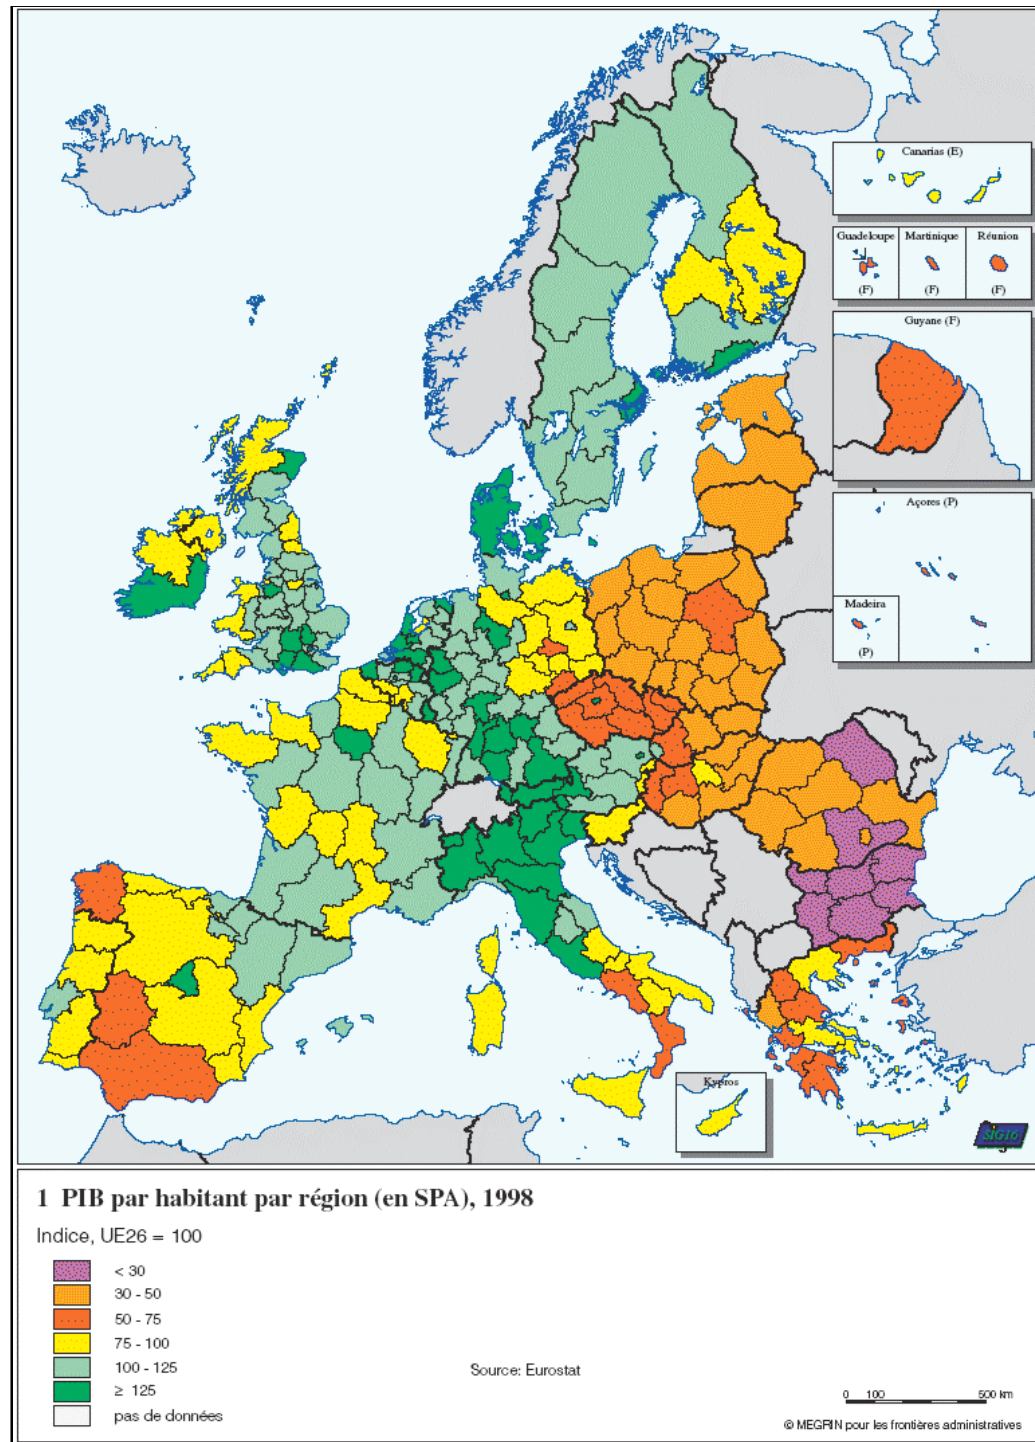 Canarias (E)
Guadeloupe
Martinique
Réunion
(F)
(F)
(F)
Guyane (F)
Açores (P)
Madeira
(P)
Kypros
SIG16
1 PIB par habitant par région (en SPA), 1998
Indice, UE26 = 100
< 30
30 - 50
50 - 75
75 - 100
100 - 125
≥ 125
pas de données
Source: Eurostat
0 100 500 km
© MEGRIN pour les frontières administratives